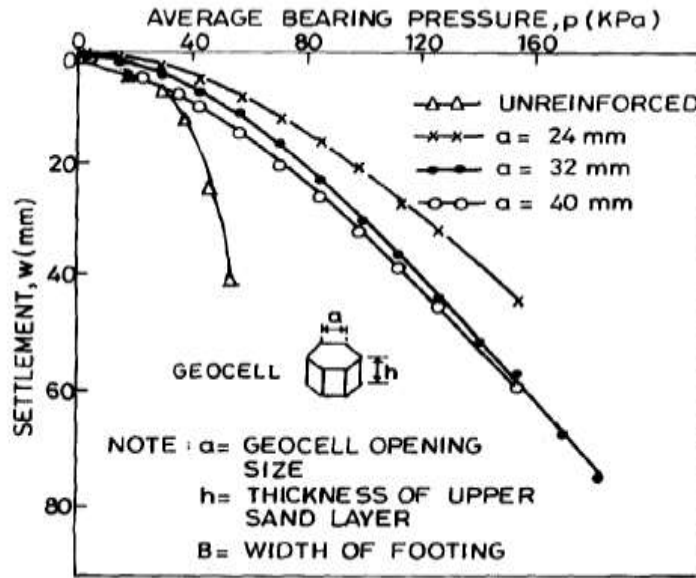 AVERAGE BEARING PRESSURE, p (KPa)
0 40 80 120 160
0
20
40
60
80
SETTLEMENT, w (mm)
UNREINFORCED
a = 24 mm
a = 32 mm
a = 40 mm
a
GEOCELL
h
NOTE : a = GEOCELL OPENING
SIZE
h = THICKNESS OF UPPER
SAND LAYER
B = WIDTH OF FOOTING